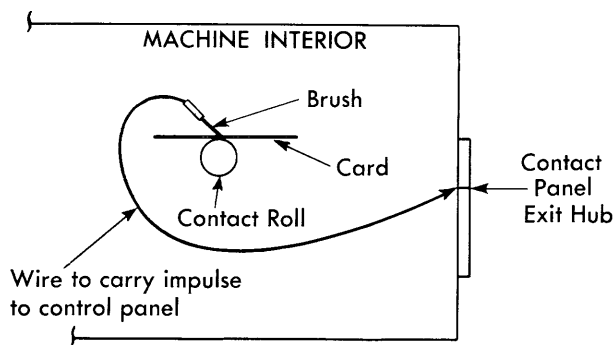 MACHINE INTERIOR
Brush
Card
Contact Roll
Contact
Panel
Exit Hub
Wire to carry impulse
to control panel